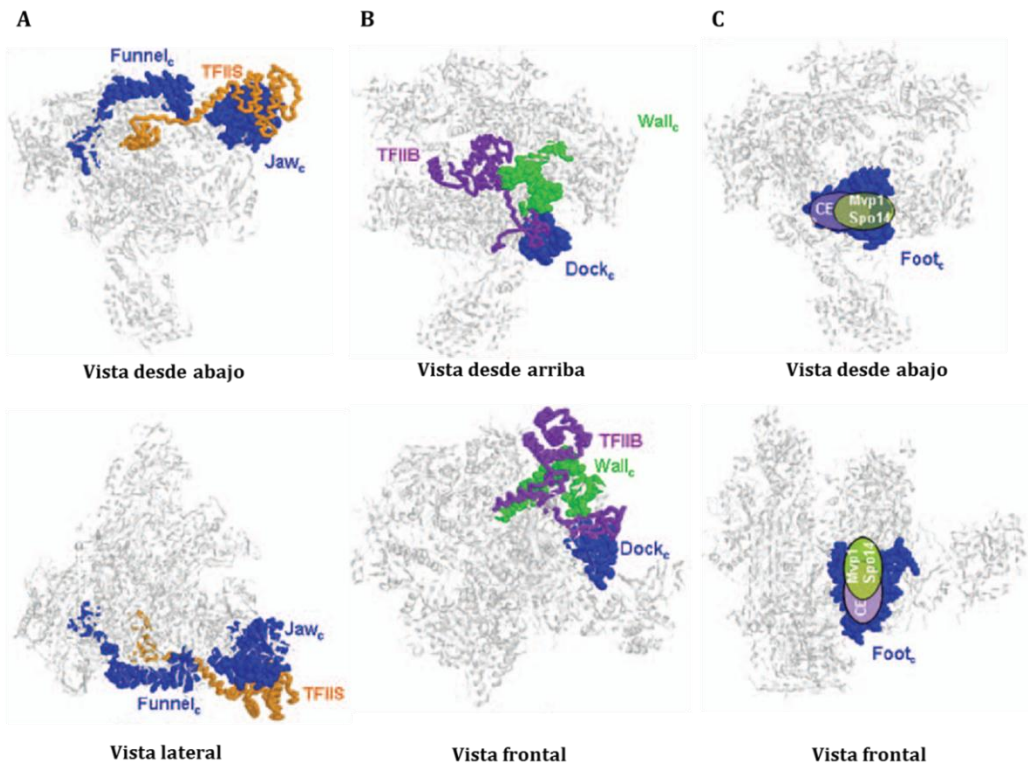 A
B
C
Funnelc
TFIIS
Jawc
Wallc
TFIIB
Dockc
CE
Mvp1
Spo14
Footc
Vista desde abajo
Vista desde arriba
Vista desde abajo
TFIIB
Wallc
Dockc
Mvp1
Spo14
CE
Footc
Jawc
Funnelc
TFIIS
Vista lateral
Vista frontal
Vista frontal